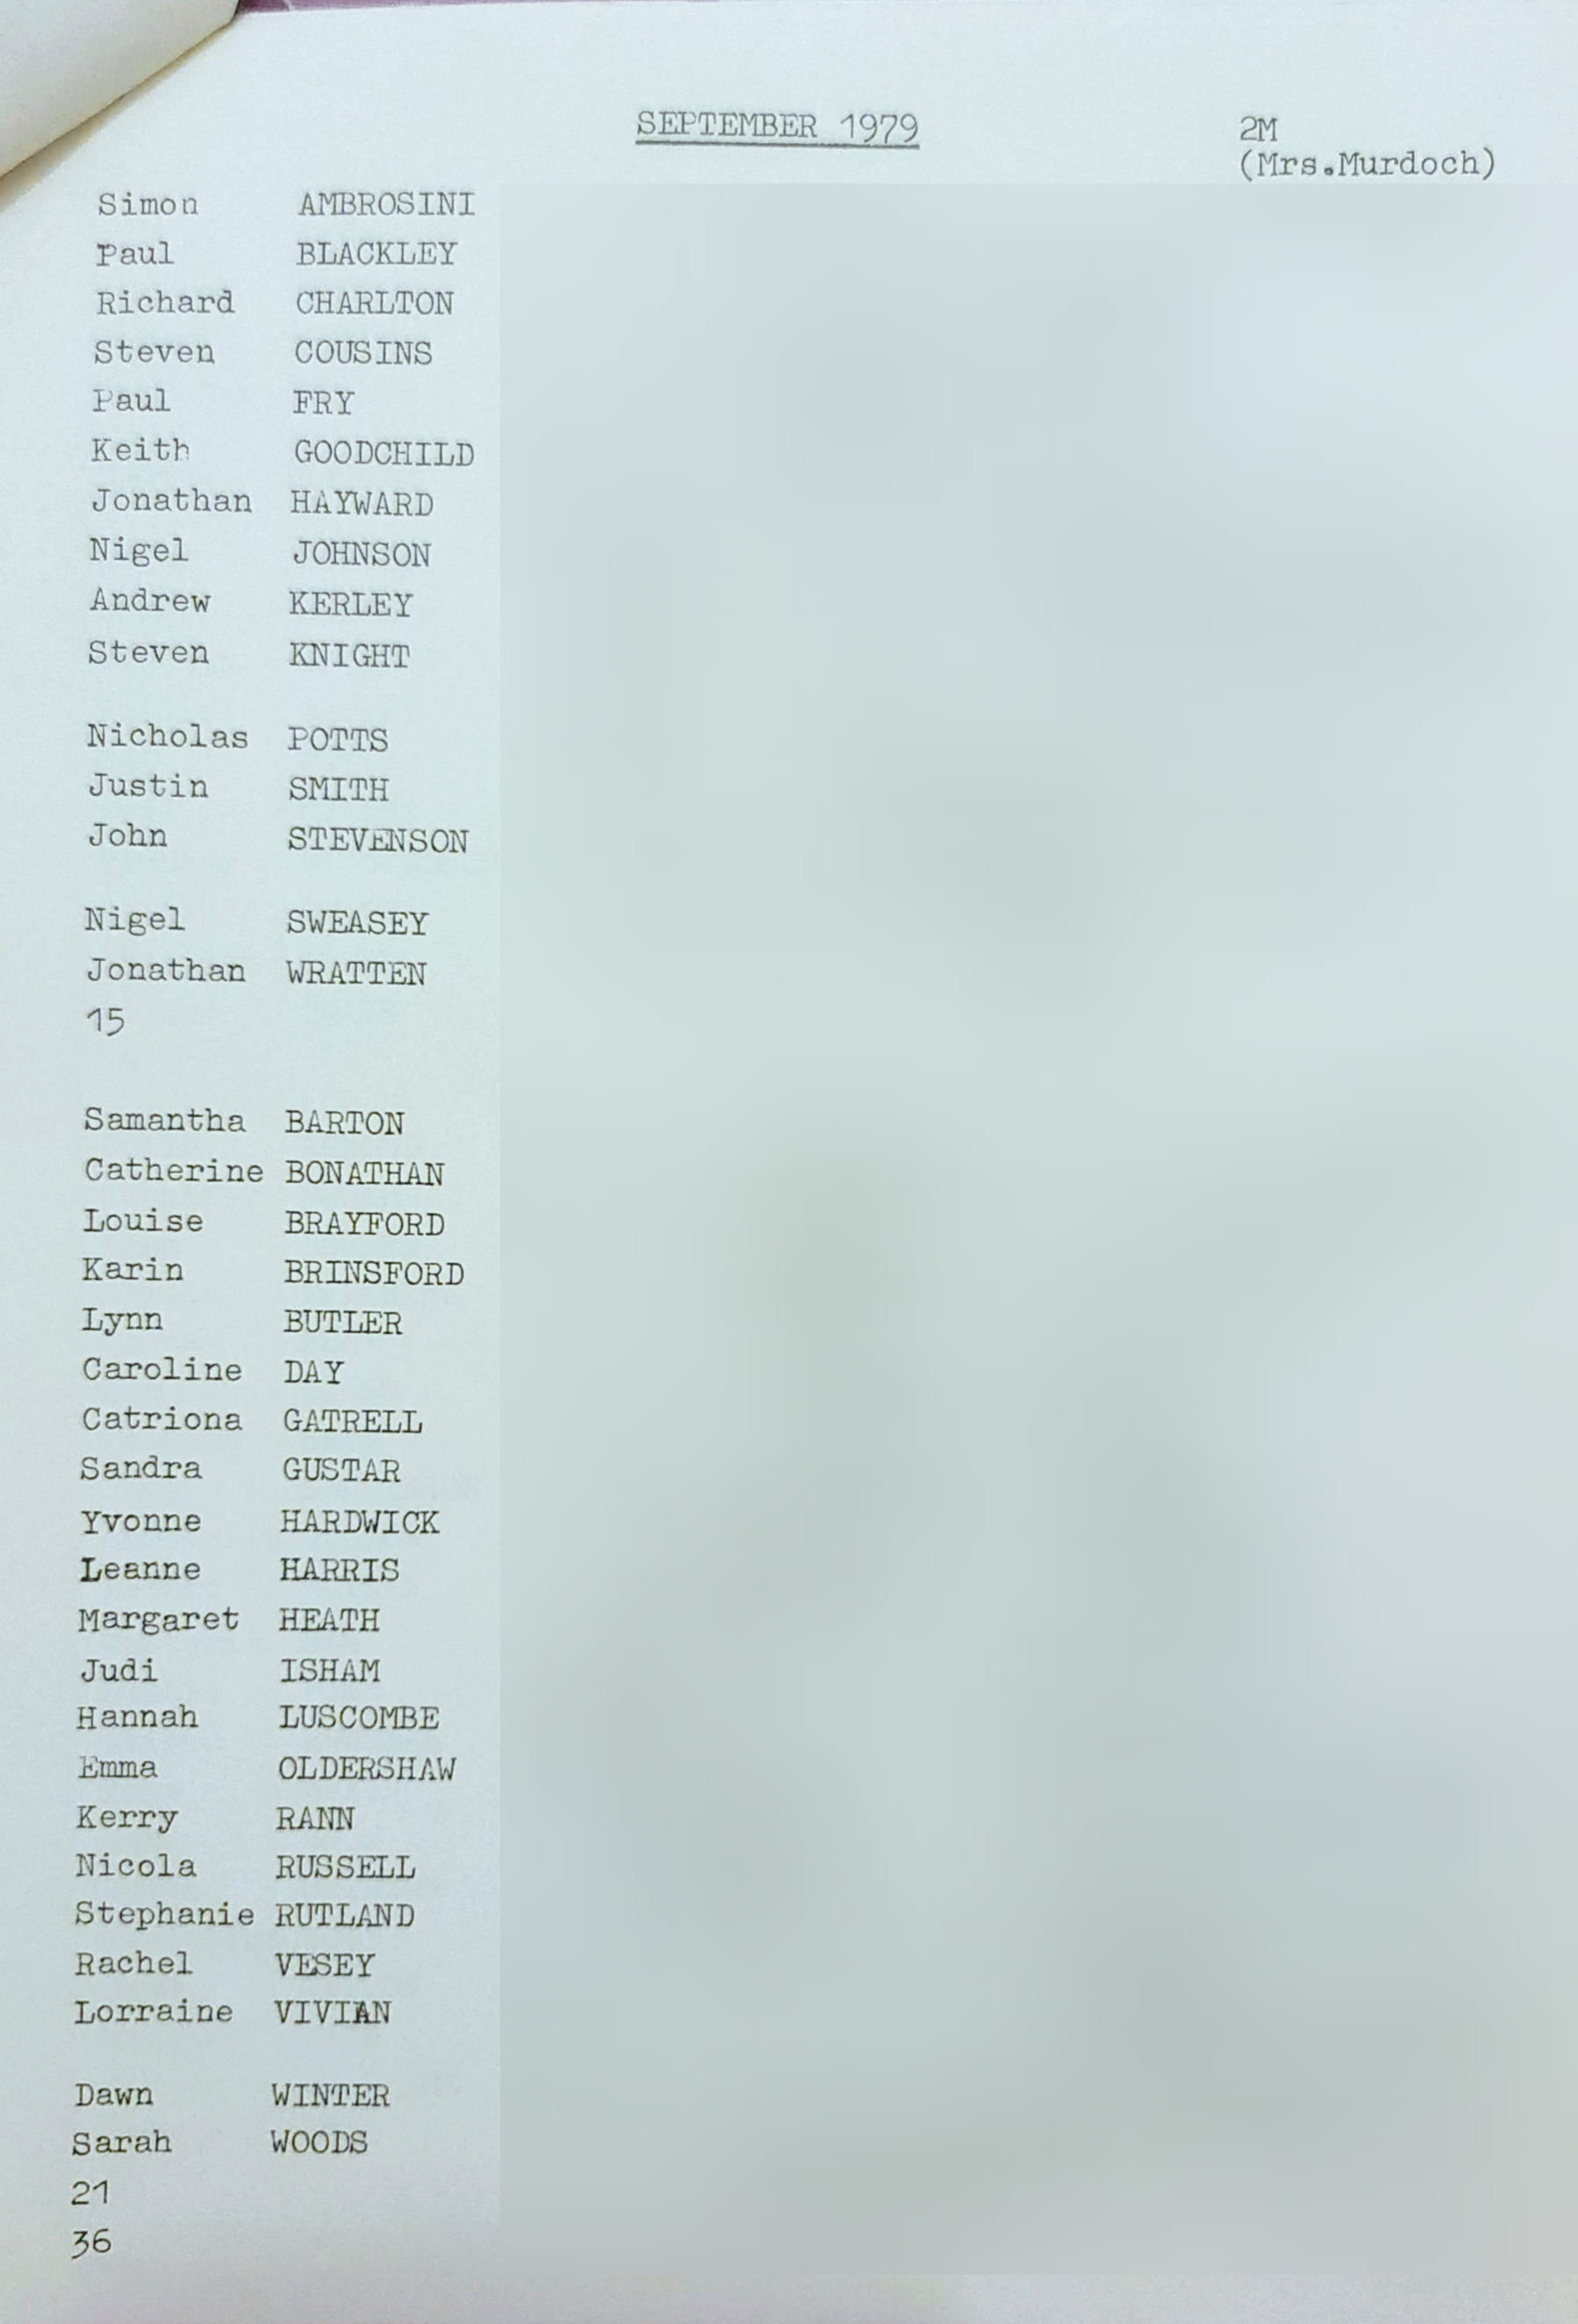 SEPTEMBER 1979
2M
(Mrs.Murdoch)
Simon AMBROSINI
Paul BLACKLEY
Richard CHARLTON
Steven COUSINS
Paul FRY
Keith GOODCHILD
Jonathan HAYWARD
Nigel JOHNSON
Andrew KERLEY
Steven KNIGHT
Nicholas POTTS
Justin SMITH
John STEVENSON
Nigel SWEASEY
Jonathan WRATTEN
15
Samantha BARTON
Catherine BONATHAN
Louise BRAYFORD
Karin BRINSFORD
Lynn BUTLER
Caroline DAY
Catriona GATRELL
Sandra GUSTAR
Yvonne HARDWICK
Leanne HARRIS
Margaret HEATH
Judi ISHAM
Hannah LUSCOMBE
Emma OLDERSHAW
Kerry RANN
Nicola RUSSELL
Stephanie RUTLAND
Rachel VESEY
Lorraine VIVIAN
Dawn WINTER
Sarah WOODS
21
36